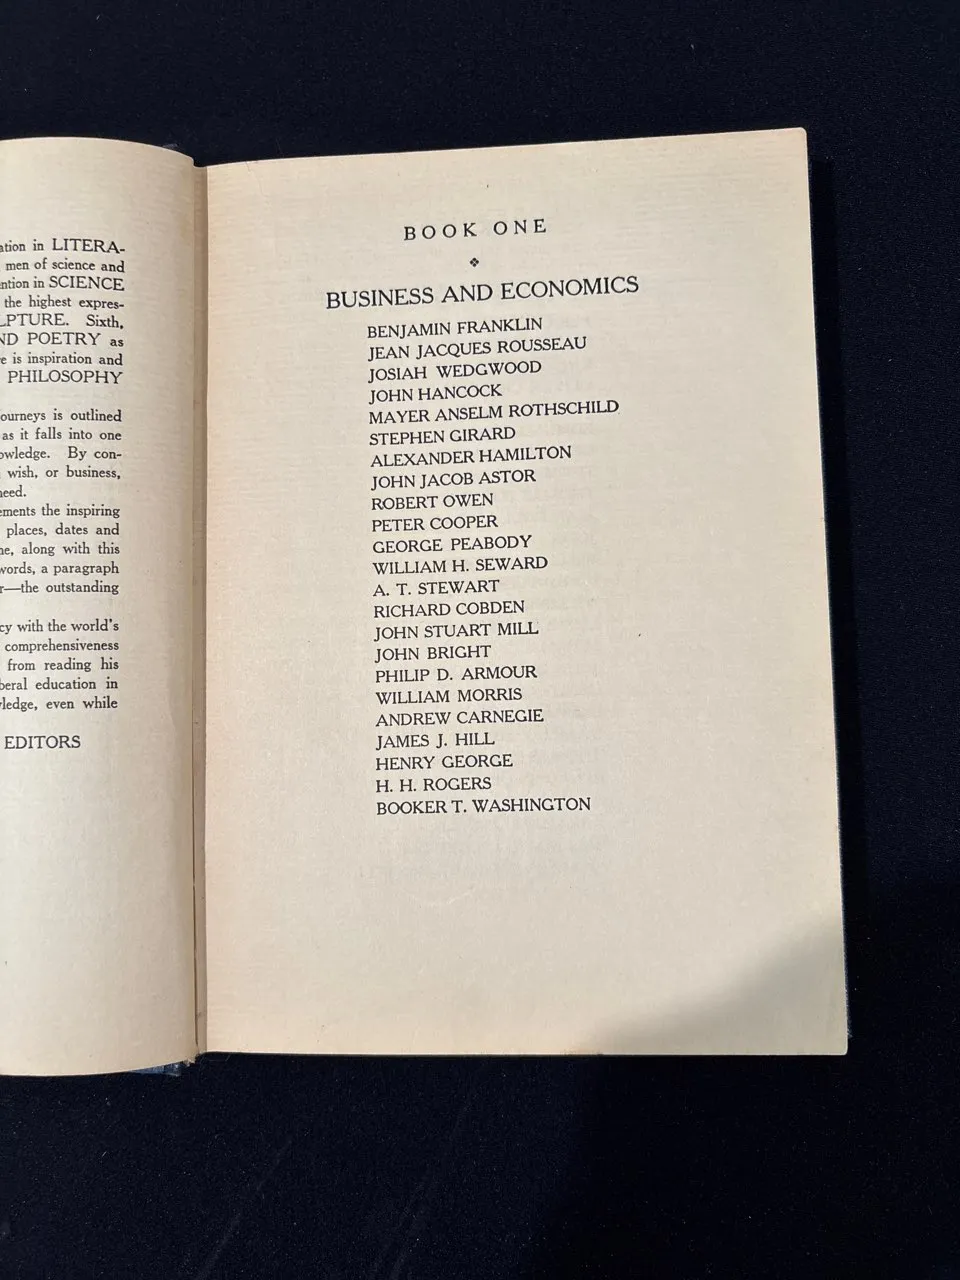 ation in LITERA-
men of science and
ntion in SCIENCE
the highest expres-
LPTURE. Sixth,
ND POETRY as
e is inspiration and
PHILOSOPHY
ourneys is outlined
as it falls into one
owledge. By con-
wish, or business,
need.
ements the inspiring
places, dates and
ne, along with this
words, a paragraph
r—the outstanding
cy with the world's
comprehensiveness
from reading his
beral education in
ledge, even while
EDITORS
BOOK ONE
BUSINESS AND ECONOMICS
BENJAMIN FRANKLIN
JEAN JACQUES ROUSSEAU
JOSIAH WEDGWOOD
JOHN HANCOCK
MAYER ANSELM ROTHSCHILD
STEPHEN GIRARD
ALEXANDER HAMILTON
JOHN JACOB ASTOR
ROBERT OWEN
PETER COOPER
GEORGE PEABODY
WILLIAM H. SEWARD
A. T. STEWART
RICHARD COBDEN
JOHN STUART MILL
JOHN BRIGHT
PHILIP D. ARMOUR
WILLIAM MORRIS
ANDREW CARNEGIE
JAMES J. HILL
HENRY GEORGE
H. H. ROGERS
BOOKER T. WASHINGTON